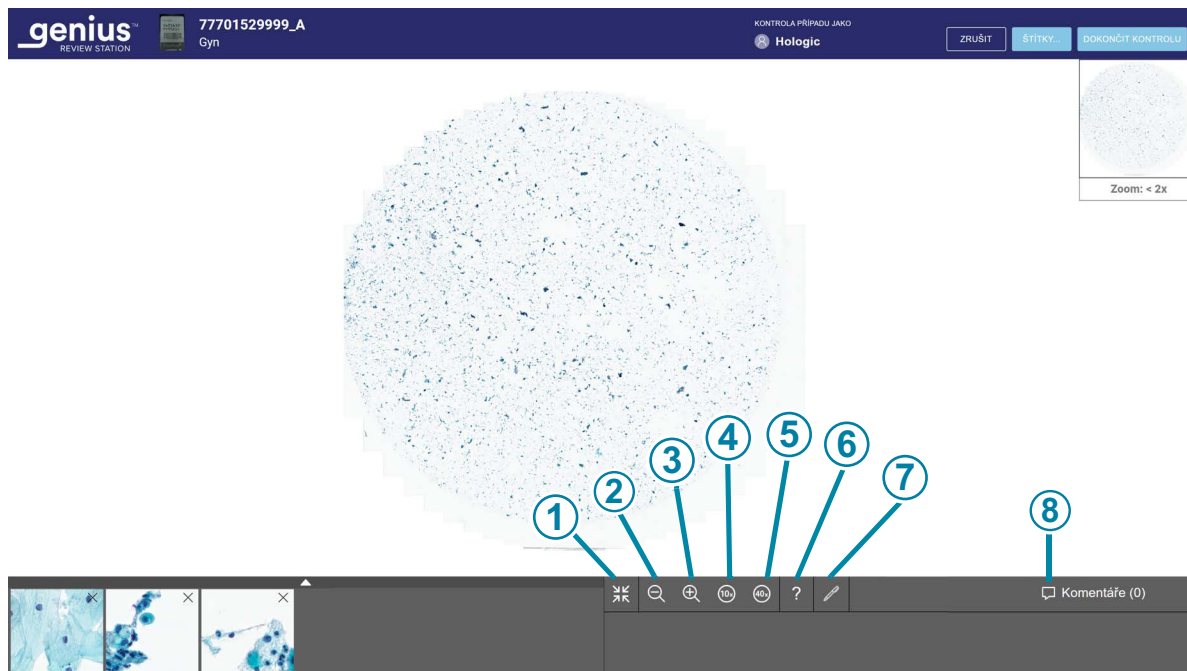 genius™
REVIEW STATION
77701529999_A
Gyn
KONTROLA PŘÍPADU JAKO
Hologic
ZRUŠIT
ŠTÍTKY...
DOKONČIT KONTROLU
Zoom: < 2x
1
2
3
4
5
6
7
8
10x
40x
?
Komentáře (0)